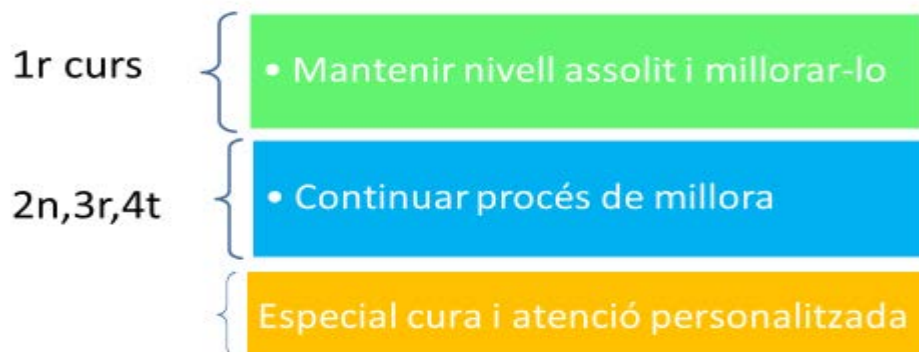 1r curs
• Mantenir nivell assolit i millorar-lo
2n,3r,4t
• Continuar procés de millora
Especial cura i atenció personalitzada